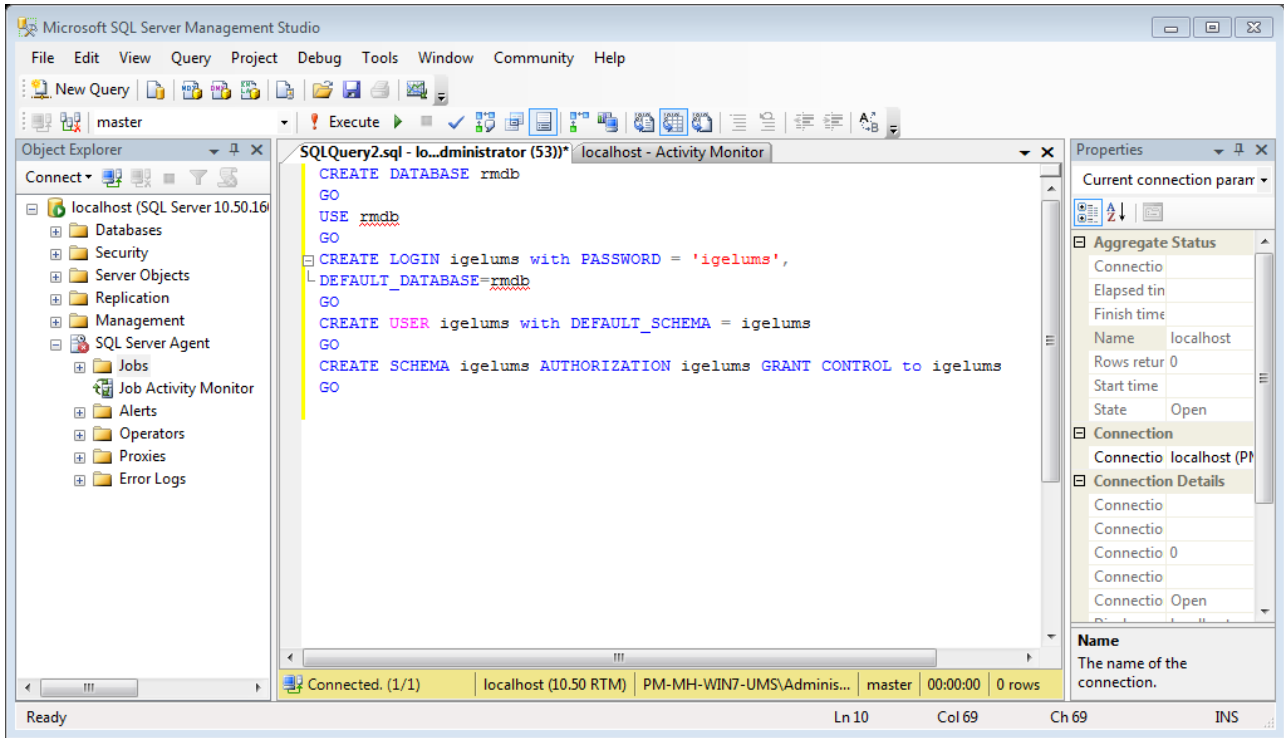 Microsoft SQL Server Management Studio
File Edit View Query Project Debug Tools Window Community Help
New Query
master Execute
Object Explorer
Connect
localhost (SQL Server 10.50.16
Databases
Security
Server Objects
Replication
Management
SQL Server Agent
Jobs
Job Activity Monitor
Alerts
Operators
Proxies
Error Logs
SQLQuery2.sql - lo...dministrator (53))* localhost - Activity Monitor
CREATE DATABASE rmdb
GO
USE rmdb
GO
CREATE LOGIN igelums with PASSWORD = 'igelums',
DEFAULT_DATABASE=rmdb
GO
CREATE USER igelums with DEFAULT_SCHEMA = igelums
GO
CREATE SCHEMA igelums AUTHORIZATION igelums GRANT CONTROL to igelums
GO
Connected. (1/1) localhost (10.50 RTM) PM-MH-WIN7-UMS\Adminis... master 00:00:00 0 rows
Properties
Current connection param
Aggregate Status
Connectio
Elapsed tin
Finish time
Name localhost
Rows retur 0
Start time
State Open
Connection
Connectio localhost (PM
Connection Details
Connectio
Connectio
Connectio 0
Connectio
Connectio Open
Name
The name of the
connection.
Ready Ln 10 Col 69 Ch 69 INS